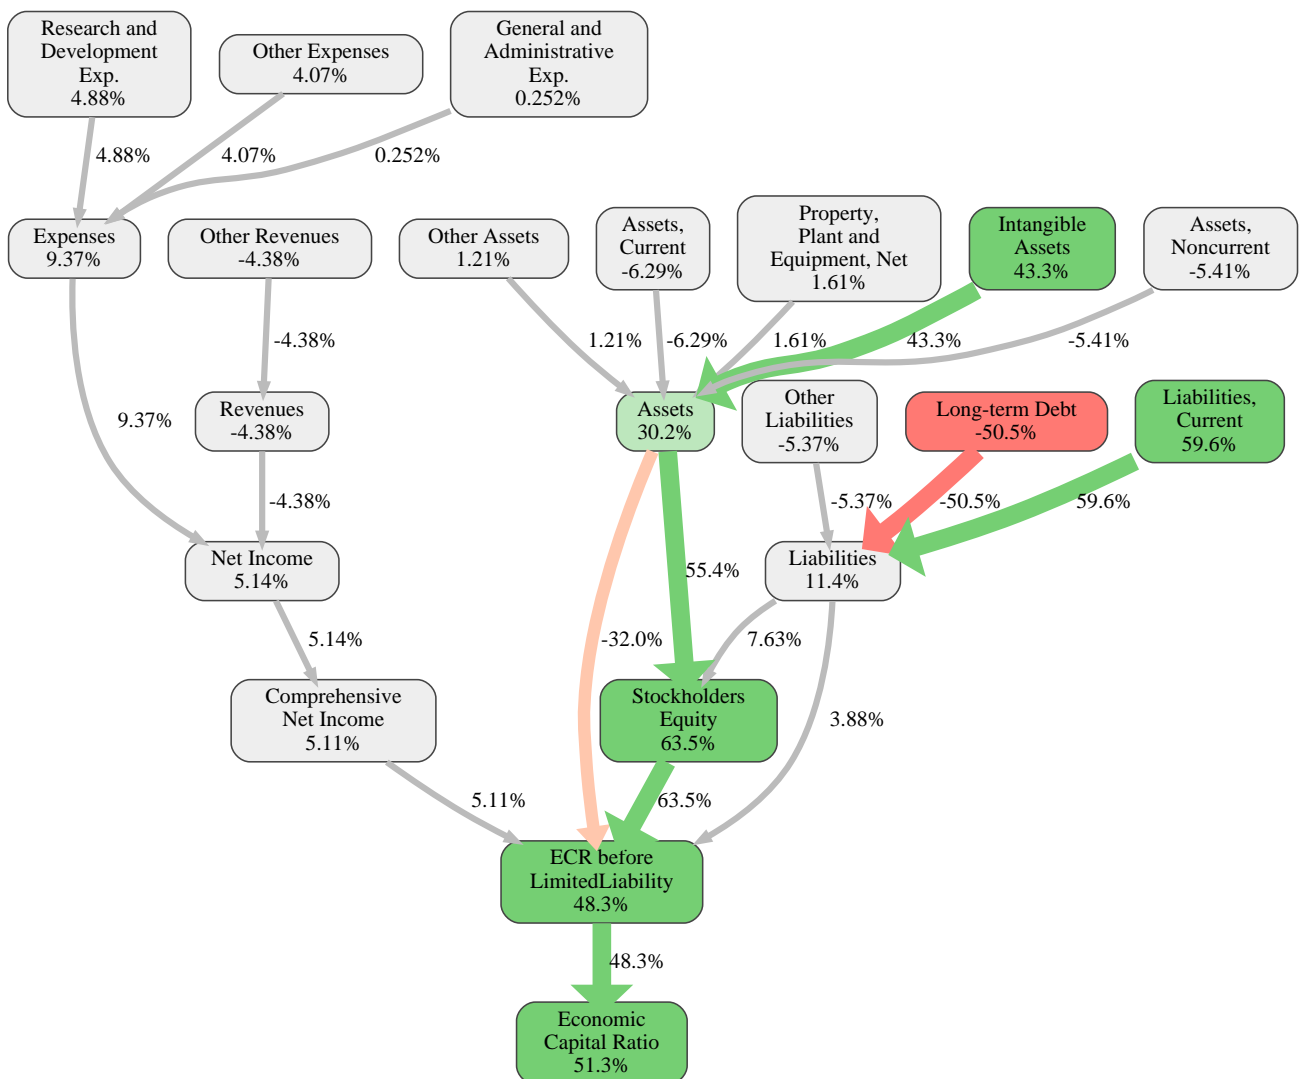 Research and
Development
Exp.
4.88%
Other Expenses
4.07%
General and
Administrative
Exp.
0.252%
4.88%
4.07%
0.252%
Expenses
9.37%
Other Revenues
-4.38%
Other Assets
1.21%
Assets,
Current
-6.29%
Property,
Plant and
Equipment, Net
1.61%
Intangible
Assets
43.3%
Assets,
Noncurrent
-5.41%
-4.38%
1.21%
-6.29%
1.61%
43.3%
-5.41%
9.37%
Revenues
-4.38%
Assets
30.2%
Other
Liabilities
-5.37%
Long-term Debt
-50.5%
Liabilities,
Current
59.6%
-4.38%
-5.37%
-50.5%
59.6%
Net Income
5.14%
55.4%
Liabilities
11.4%
5.14%
-32.0%
7.63%
Comprehensive
Net Income
5.11%
Stockholders
Equity
63.5%
3.88%
5.11%
63.5%
ECR before
LimitedLiability
48.3%
48.3%
Economic
Capital Ratio
51.3%